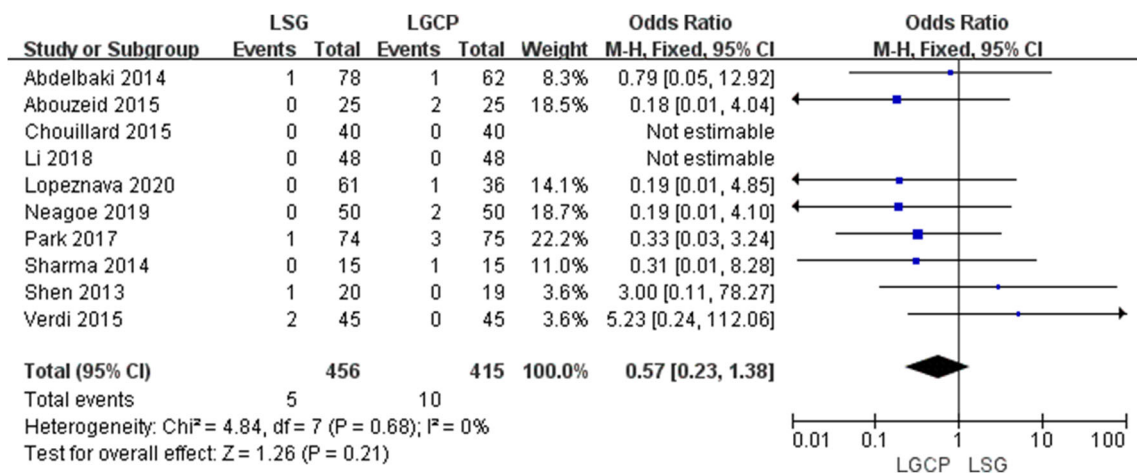 LSG LGCP Odds Ratio Odds Ratio
Study or Subgroup Events Total Events Total Weight M-H, Fixed, 95% CI M-H, Fixed, 95% CI
Abdelbaki 2014 1 78 1 62 8.3% 0.79 [0.05, 12.92]
Abouzeid 2015 0 25 2 25 18.5% 0.18 [0.01, 4.04]
Chouillard 2015 0 40 0 40 Not estimable
Li 2018 0 48 0 48 Not estimable
Lopeznava 2020 0 61 1 36 14.1% 0.19 [0.01, 4.85]
Neagoe 2019 0 50 2 50 18.7% 0.19 [0.01, 4.10]
Park 2017 1 74 3 75 22.2% 0.33 [0.03, 3.24]
Sharma 2014 0 15 1 15 11.0% 0.31 [0.01, 8.28]
Shen 2013 1 20 0 19 3.6% 3.00 [0.11, 78.27]
Verdi 2015 2 45 0 45 3.6% 5.23 [0.24, 112.06]
Total (95% CI) 456 415 100.0% 0.57 [0.23, 1.38]
Total events 5 10
Heterogeneity: Chi² = 4.84, df = 7 (P = 0.68); I² = 0%
Test for overall effect: Z = 1.26 (P = 0.21)
0.01 0.1 1 10 100
LGCP LSG